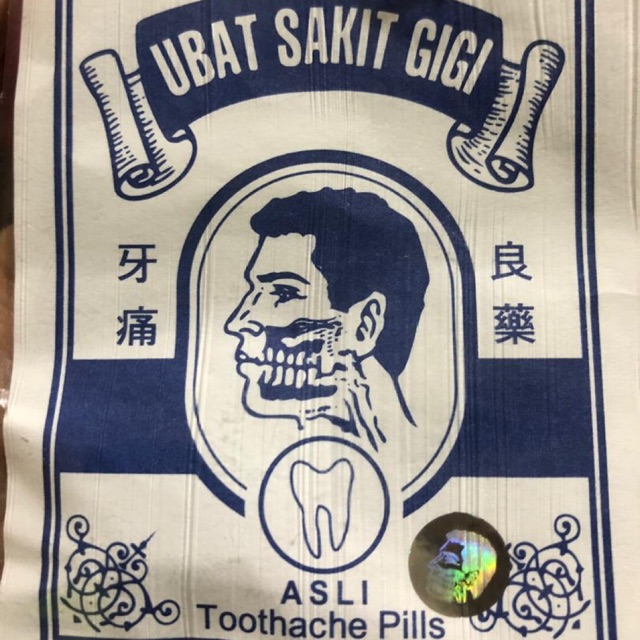 UBAT SAKIT GIGI
牙痛
良藥
ASLI
Toothache Pills